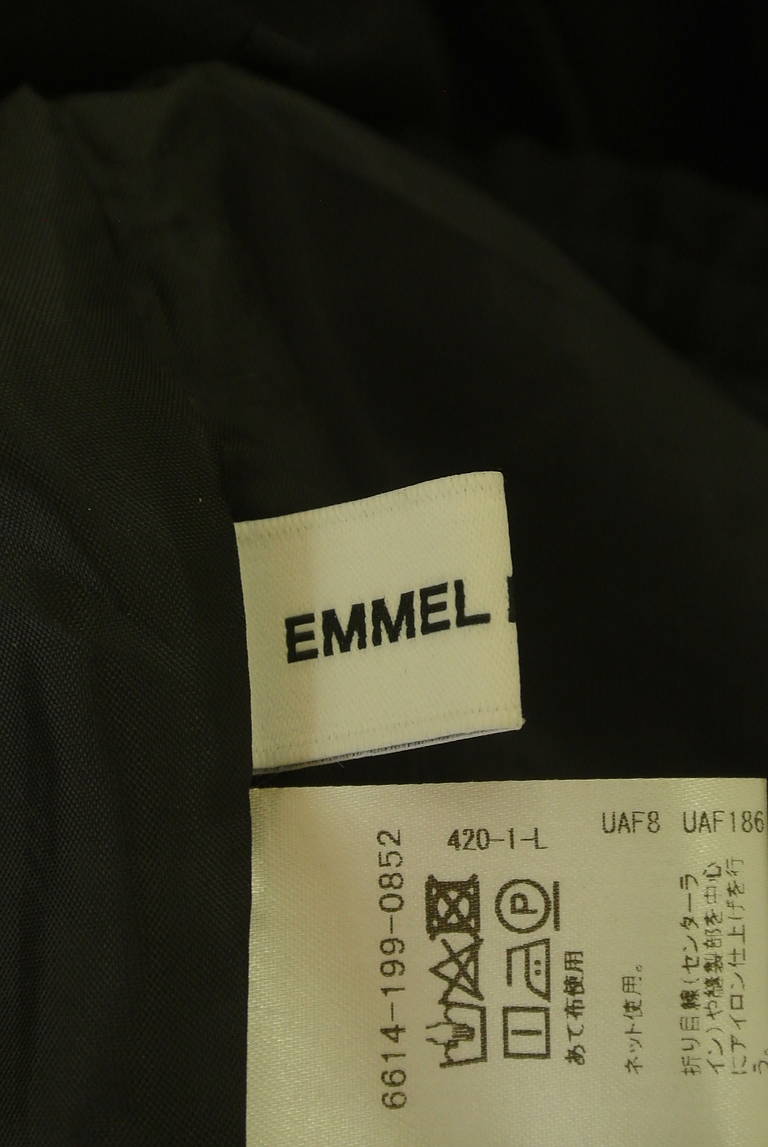 EMMEL
6614-199-0852
420-1-L
UAF8 UAF186
P
あて布使用
ネット使用。
折り目線(センターラ
イン)や縫製部を中心
にアイロン仕上げを行
う。